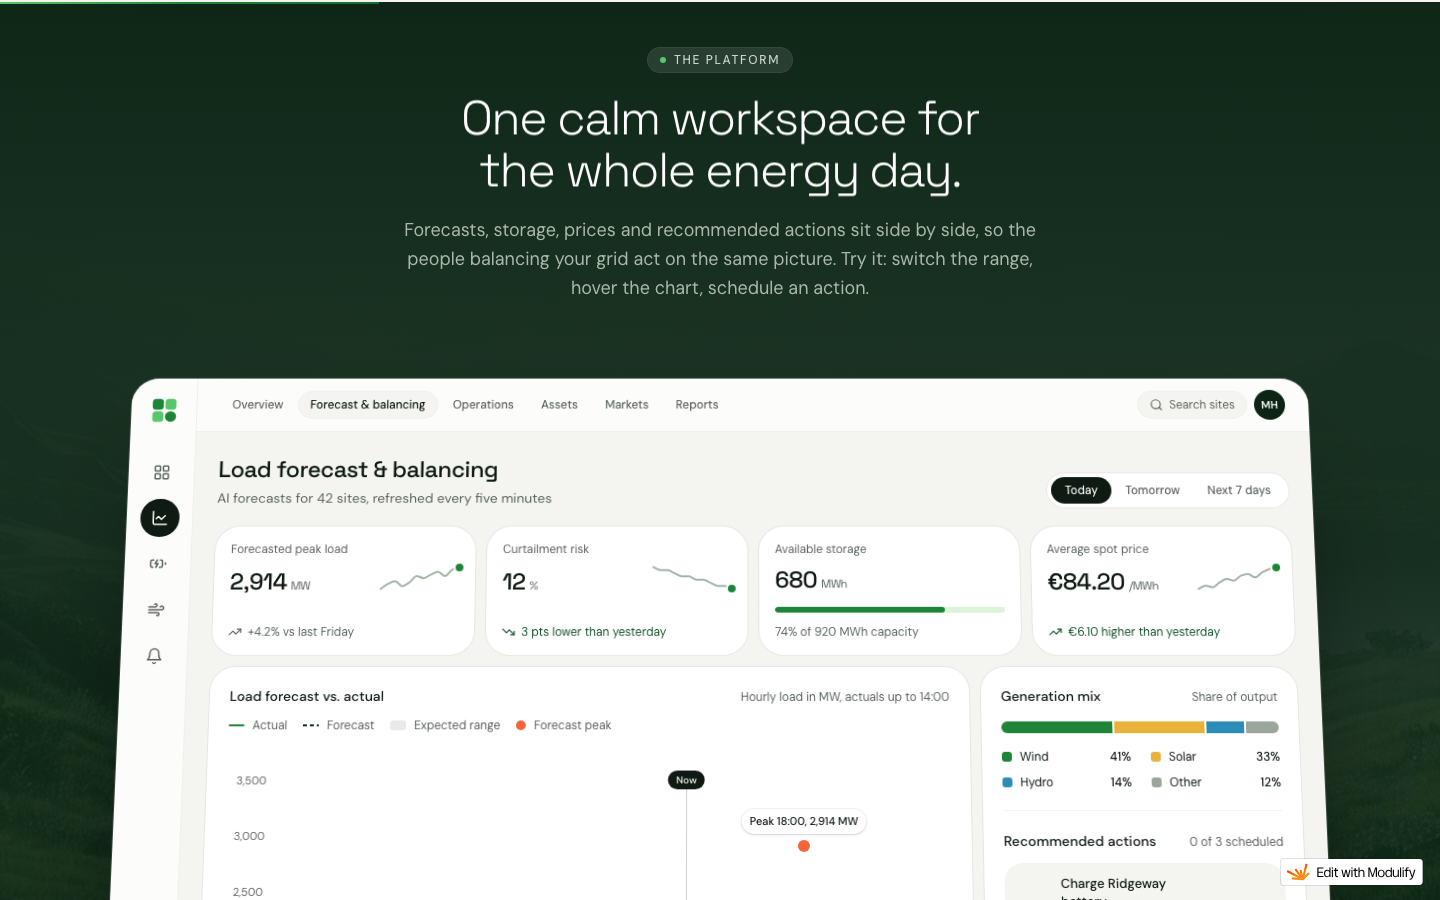 THE PLATFORM
One calm workspace for
the whole energy day.
Forecasts, storage, prices and recommended actions sit side by side, so the
people balancing your grid act on the same picture. Try it: switch the range,
hover the chart, schedule an action.
Overview Forecast & balancing Operations Assets Markets Reports Search sites MH
Load forecast & balancing
AI forecasts for 42 sites, refreshed every five minutes
Today Tomorrow Next 7 days
Forecasted peak load
2,914 MW
+4.2% vs last Friday
Curtailment risk
12 %
3 pts lower than yesterday
Available storage
680 MWh
74% of 920 MWh capacity
Average spot price
€84.20 /MWh
€6.10 higher than yesterday
Load forecast vs. actual
Hourly load in MW, actuals up to 14:00
Actual Forecast Expected range Forecast peak
3,500
Now
Peak 18:00, 2,914 MW
3,000
2,500
Generation mix
Share of output
Wind 41% Solar 33%
Hydro 14% Other 12%
Recommended actions
0 of 3 scheduled
Charge Ridgeway
Edit with Modulify